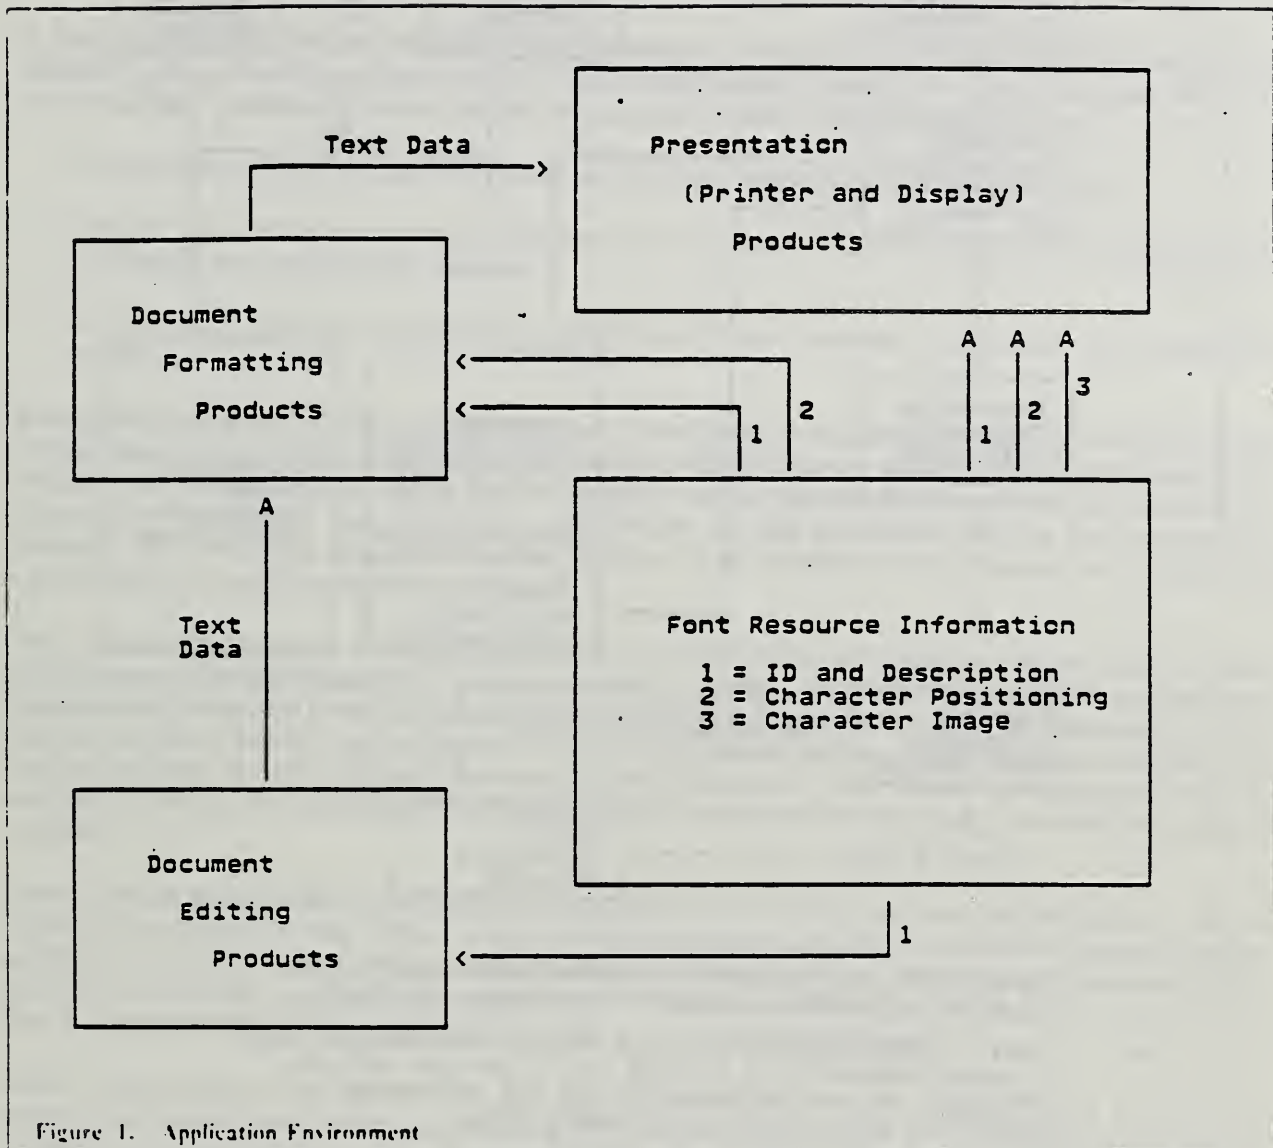 Text Data
Presentation
(Printer and Display)
Products
Document
Formatting
Products
A A A
1
2
1
2
3
A
Text
Data
Font Resource Information
1 = ID and Description
2 = Character Positioning
3 = Character Image
Document
Editing
Products
1
Figure 1. Application Environment